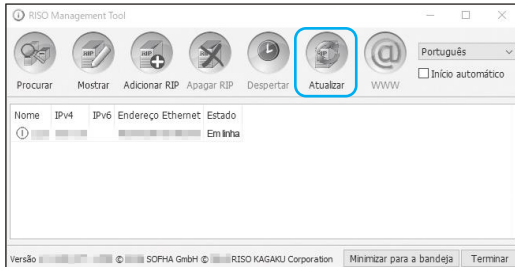 RISO Management Tool
Procurar Mostrar Adicionar RIP Apagar RIP Despertar Atualizar WWW
Português
Início automático
Nome IPv4 IPv6 Endereço Ethernet Estado
Em linha
Versão © SOFHA GmbH © RISO KAGAKU Corporation Minimizar para a bandeja Terminar